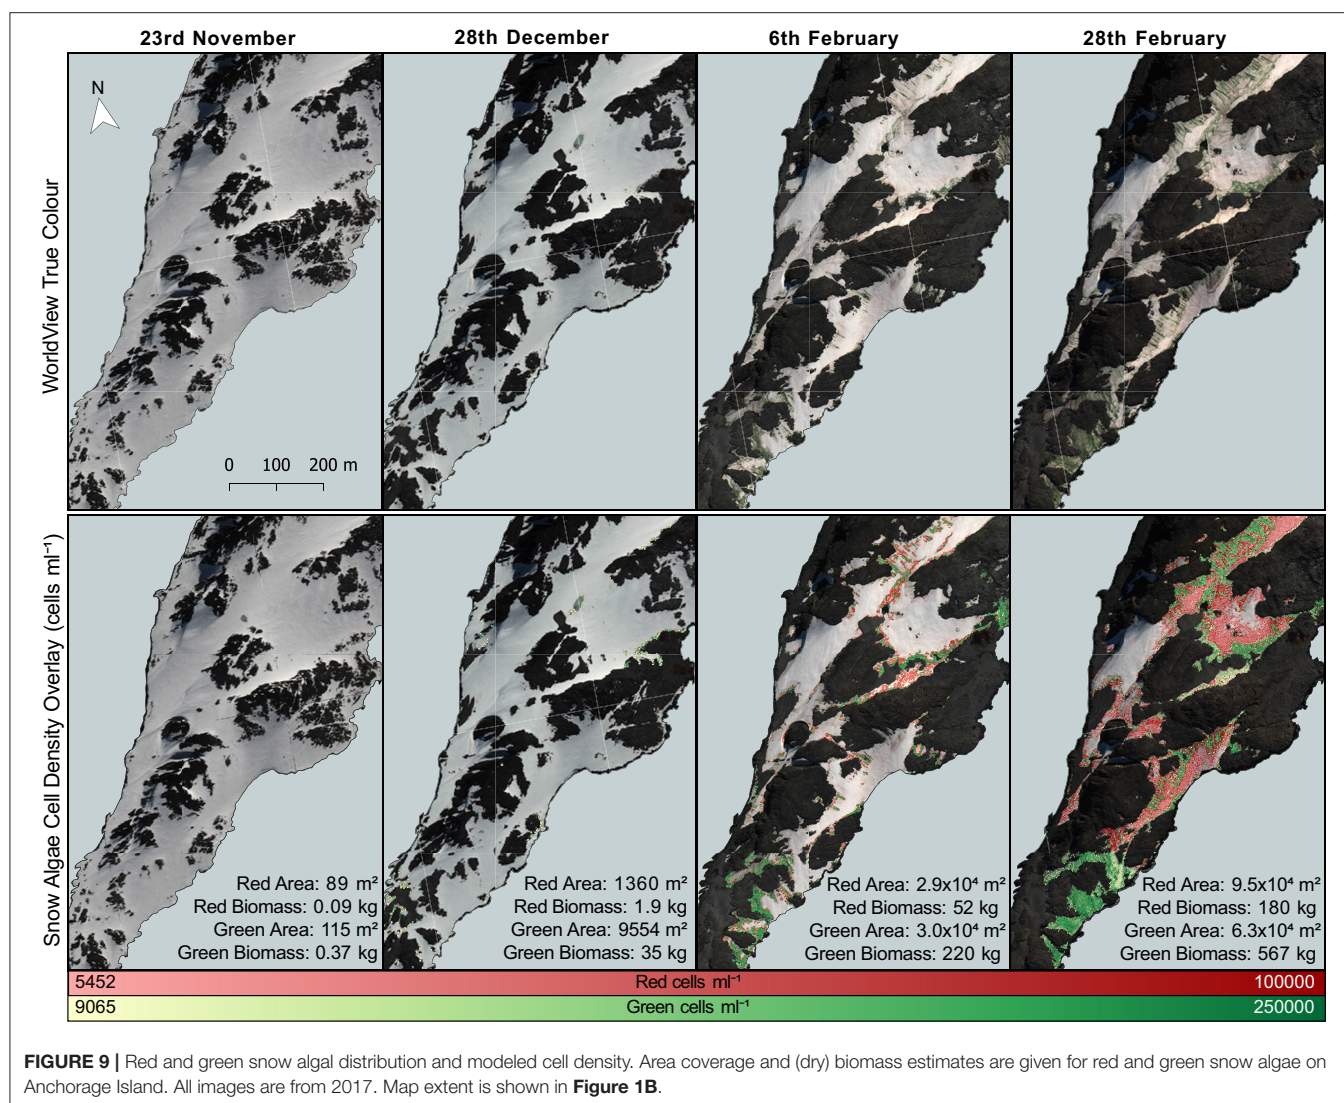 23rd November
28th December
6th February
28th February
WorldView True Colour
N
0 100 200 m
Snow Algae Cell Density Overlay (cells ml⁻¹)
Red Area: 89 m²
Red Biomass: 0.09 kg
Green Area: 115 m²
Green Biomass: 0.37 kg
Red Area: 1360 m²
Red Biomass: 1.9 kg
Green Area: 9554 m²
Green Biomass: 35 kg
Red Area: 2.9x10⁴ m²
Red Biomass: 52 kg
Green Area: 3.0x10⁴ m²
Green Biomass: 220 kg
Red Area: 9.5x10⁴ m²
Red Biomass: 180 kg
Green Area: 6.3x10⁴ m²
Green Biomass: 567 kg
5452 Red cells ml⁻¹ 100000
9065 Green cells ml⁻¹ 250000
FIGURE 9 | Red and green snow algal distribution and modeled cell density. Area coverage and (dry) biomass estimates are given for red and green snow algae on
Anchorage Island. All images are from 2017. Map extent is shown in Figure 1B.